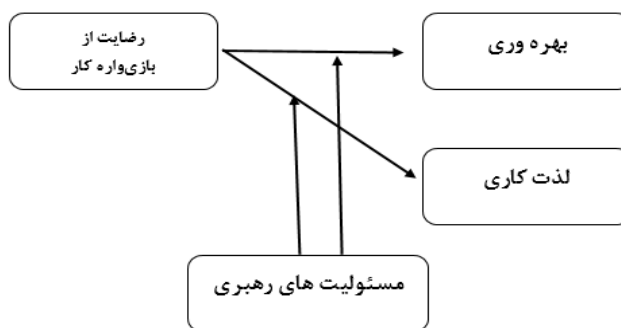 رضایت از
بازی‌واره کار
بهره وری
لذت کاری
مسئولیت های رهبری